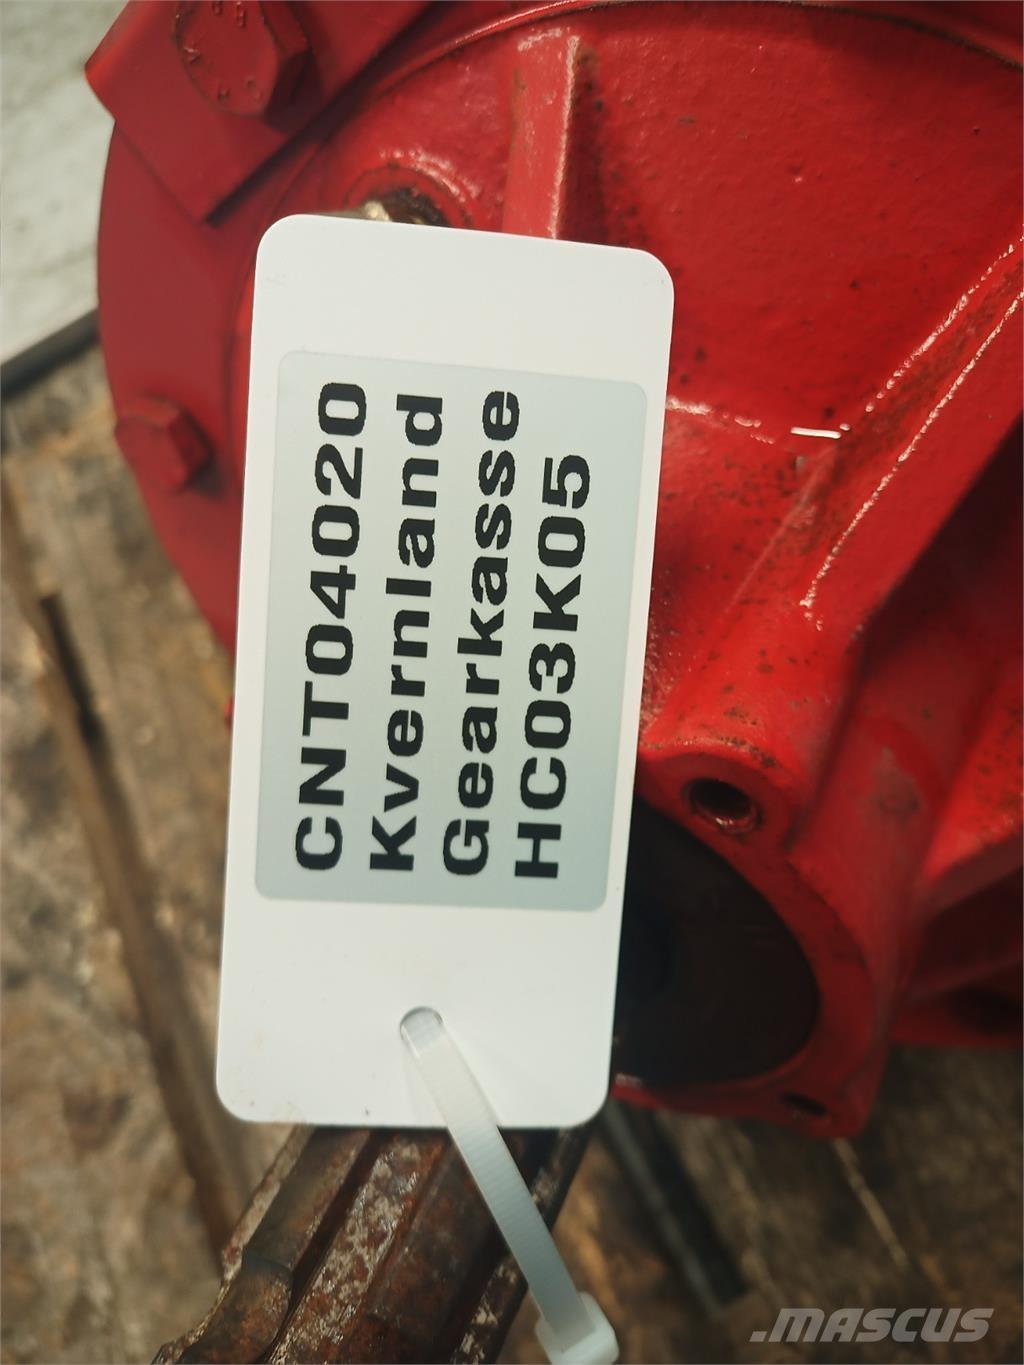 CNT04020
Kvernland
Gearkasse
HC03K05
.MASCUS